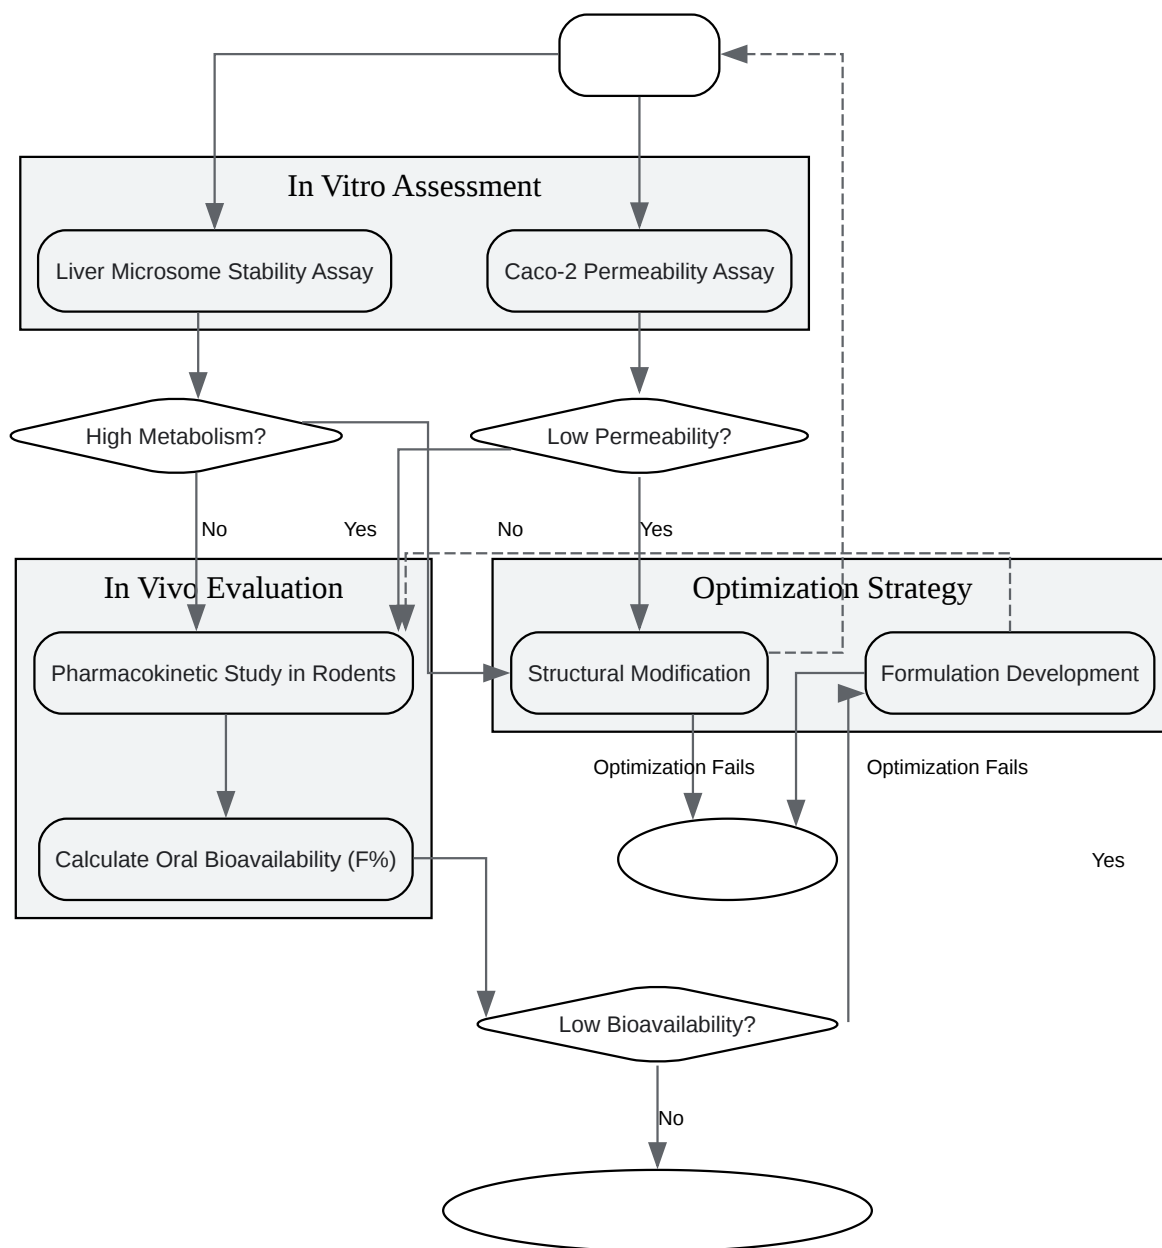 In Vitro Assessment
Liver Microsome Stability Assay
Caco-2 Permeability Assay
High Metabolism?
Low Permeability?
No
Yes
No
Yes
In Vivo Evaluation
Optimization Strategy
Pharmacokinetic Study in Rodents
Structural Modification
Formulation Development
Optimization Fails
Optimization Fails
Calculate Oral Bioavailability (F%)
Yes
Low Bioavailability?
No